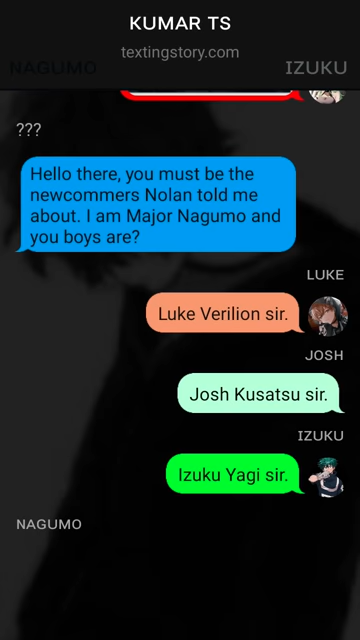 KUMAR TS
textingstory.com
NAGUMO
IZUKU
???
Hello there, you must be the
newcommers Nolan told me
about. I am Major Nagumo and
you boys are?
LUKE
Luke Verilion sir.
JOSH
Josh Kusatsu sir.
IZUKU
Izuku Yagi sir.
NAGUMO